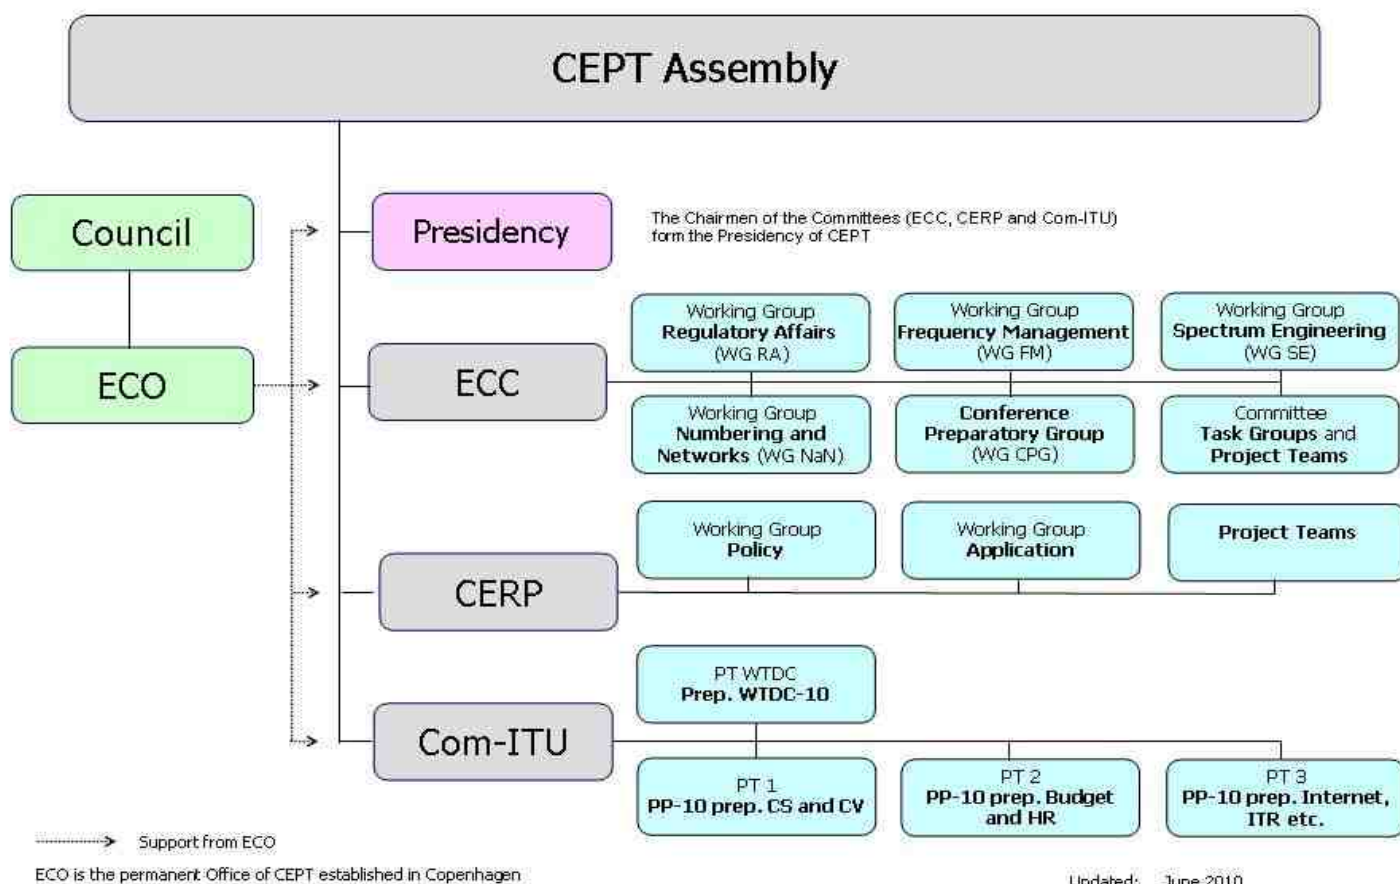 CEPT Assembly
Council
Presidency
The Chairmen of the Committees (ECC, CERP and Com-ITU)
form the Presidency of CEPT
ECO
ECC
Working Group
Regulatory Affairs
(WG RA)
Working Group
Frequency Management
(WG FM)
Working Group
Spectrum Engineering
(WG SE)
Working Group
Numbering and
Networks (WG NaN)
Conference
Preparatory Group
(WG CPG)
Committee
Task Groups and
Project Teams
CERP
Working Group
Policy
Working Group
Application
Project Teams
Com-ITU
PT WTDC
Prep. WTDC-10
PT 1
PP-10 prep. CS and CV
PT 2
PP-10 prep. Budget
and HR
PT 3
PP-10 prep. Internet,
ITR etc.
Support from ECO
ECO is the permanent Office of CEPT established in Copenhagen
Updated: June 2010